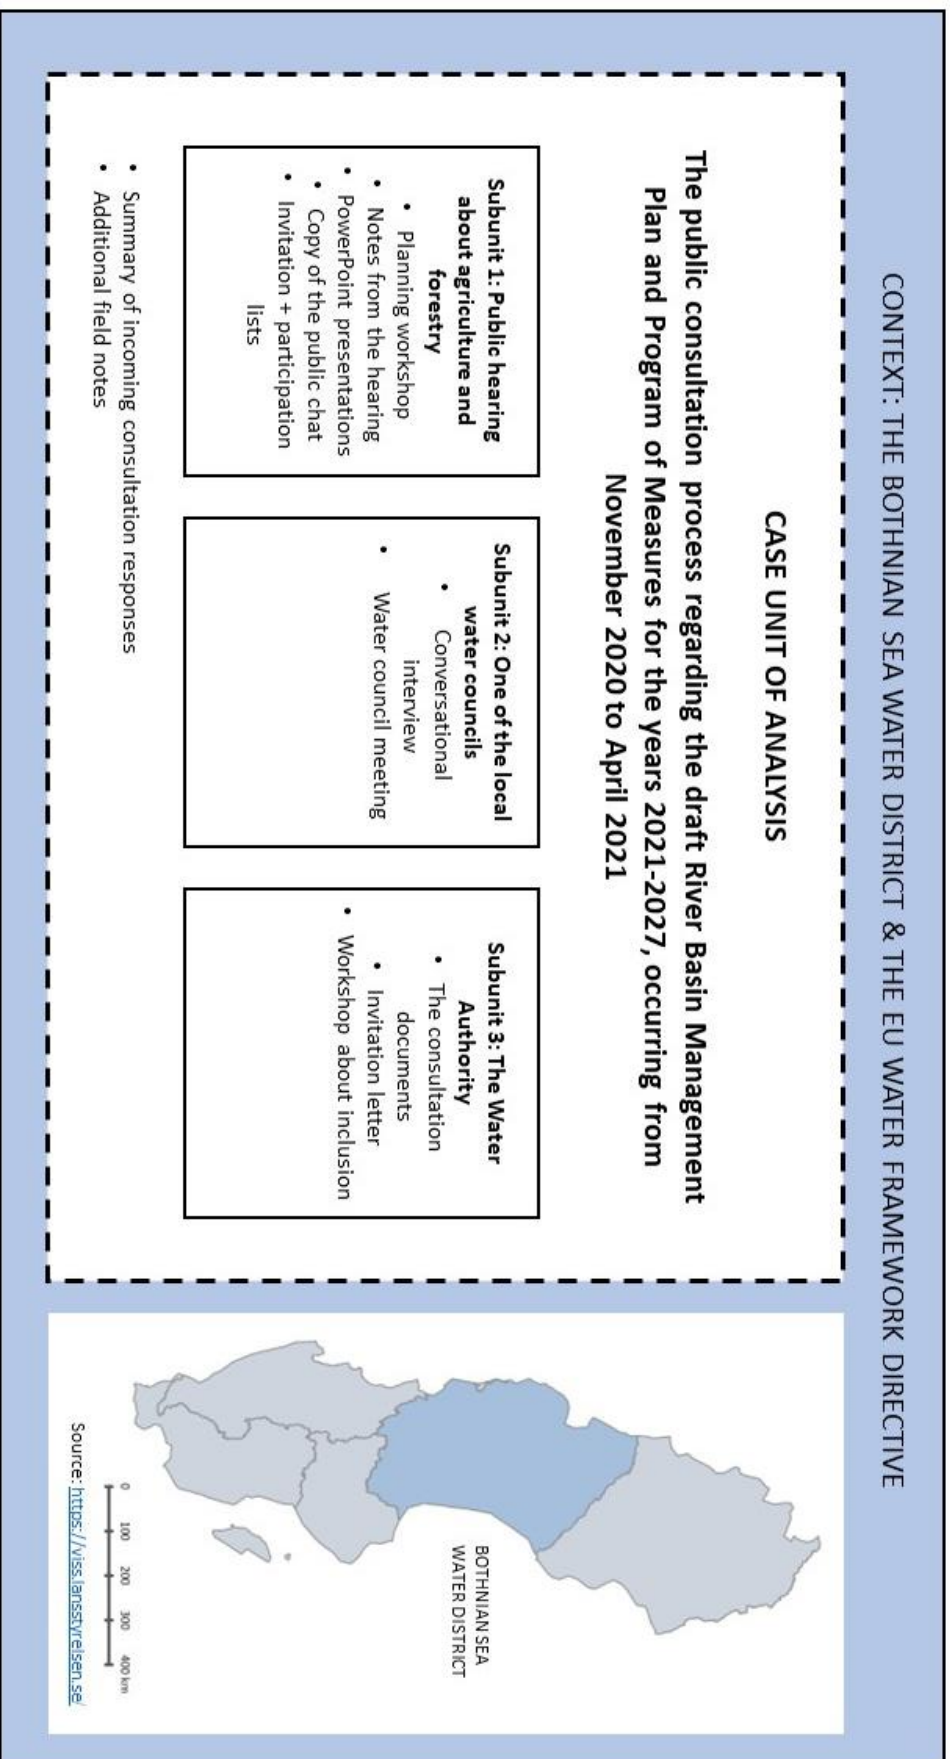 CONTEXT: THE BOTHNIAN SEA WATER DISTRICT & THE EU WATER FRAMEWORK DIRECTIVE
CASE UNIT OF ANALYSIS
The public consultation process regarding the draft River Basin Management
Plan and Program of Measures for the years 2021-2027, occurring from
November 2020 to April 2021
Subunit 1: Public hearing
about agriculture and
forestry
• Planning workshop
• Notes from the hearing
• PowerPoint presentations
• Copy of the public chat
• Invitation + participation
lists
Subunit 2: One of the local
water councils
• Conversational
interview
• Water council meeting
Subunit 3: The Water
Authority
• The consultation
documents
• Invitation letter
• Workshop about inclusion
• Summary of incoming consultation responses
• Additional field notes
BOTHNIAN SEA
WATER DISTRICT
0 100 200 300 400 km
Source: https://viss.lansstyrelsen.se/